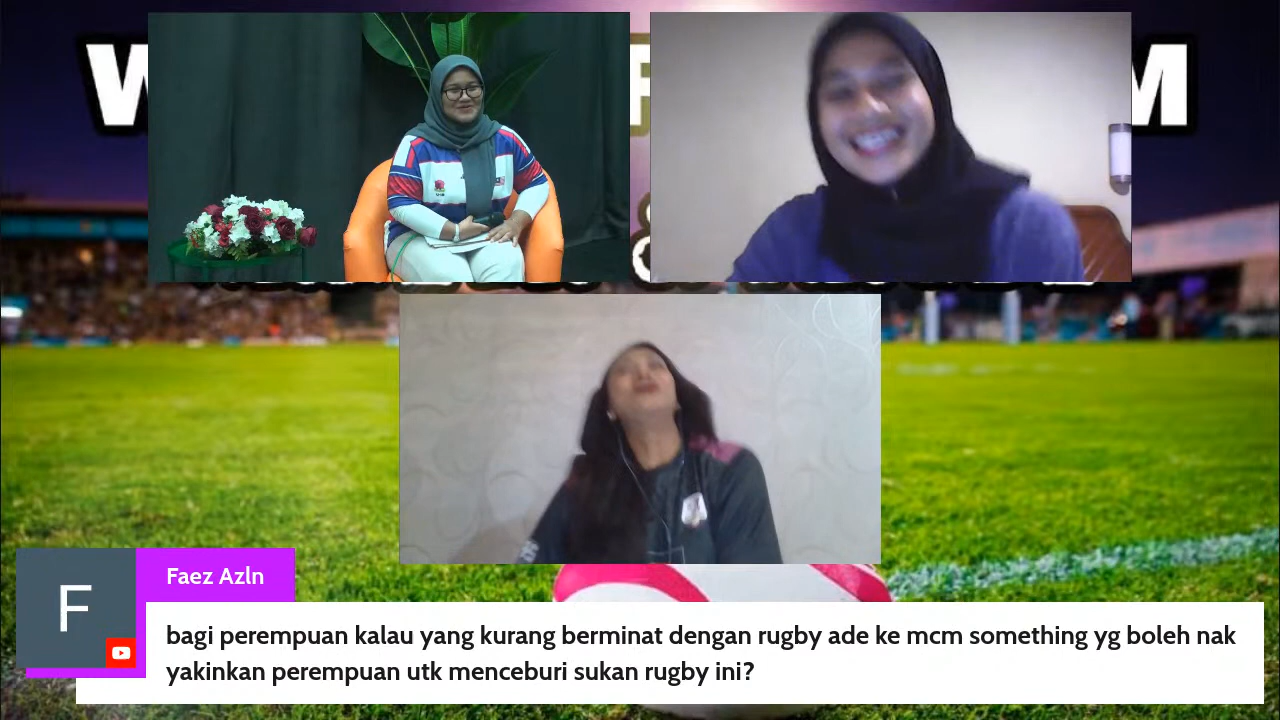 W
M
Faez Azln
F
bagi perempuan kalau yang kurang berminat dengan rugby ade ke mcm something yg boleh nak
yakinkan perempuan utk menceburi sukan rugby ini?